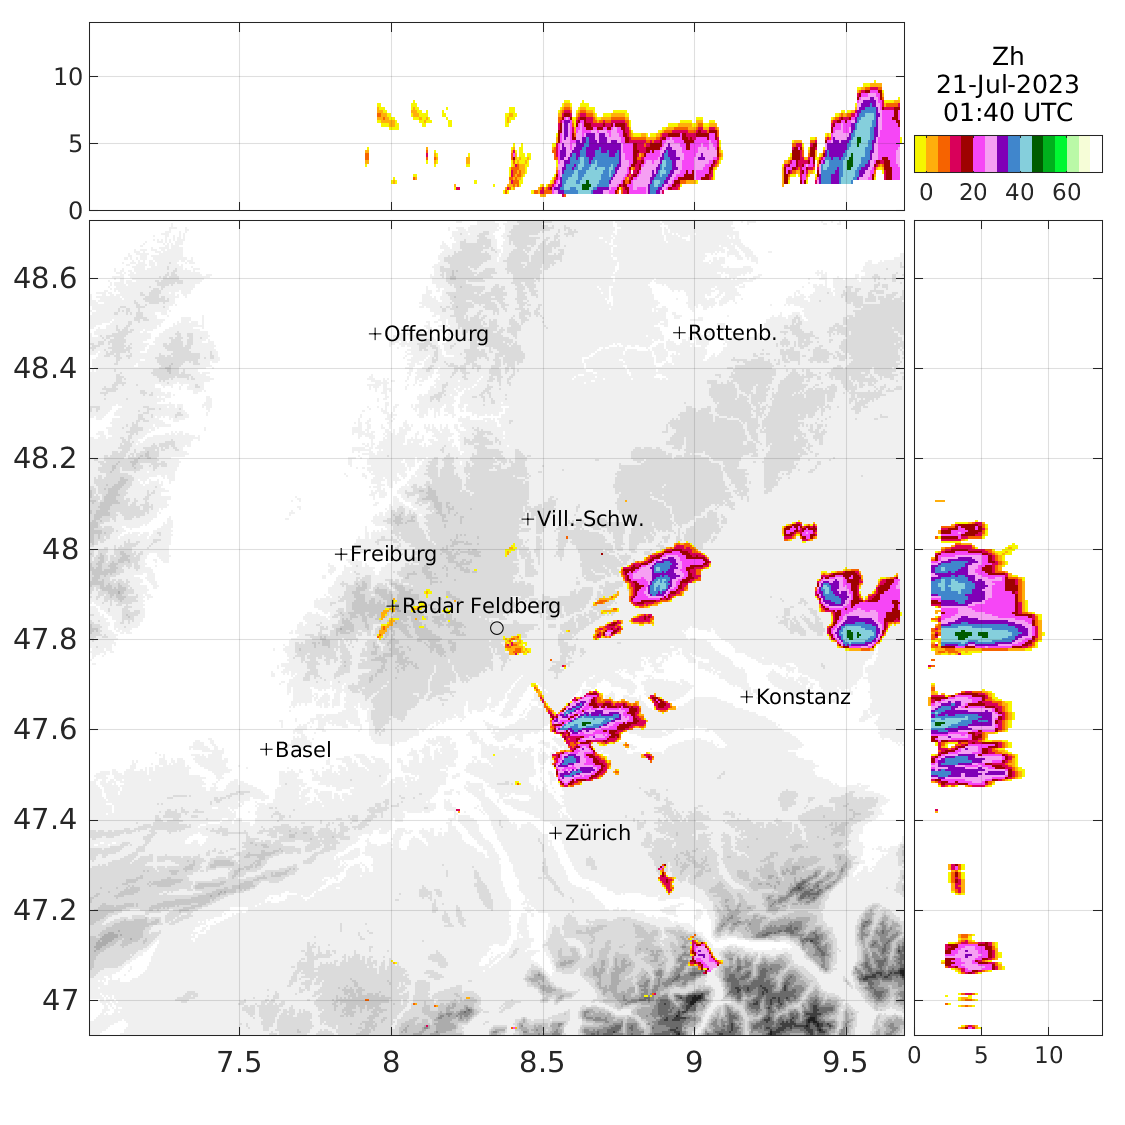 10
5
0
Zh
21-Jul-2023
01:40 UTC
0 20 40 60
48.6
48.4
48.2
48
47.8
47.6
47.4
47.2
47
+Offenburg
+Rottenb.
+Vill.-Schw.
+Freiburg
+Radar Feldberg
+Konstanz
+Basel
+Zürich
7.5 8 8.5 9 9.5
0 5 10